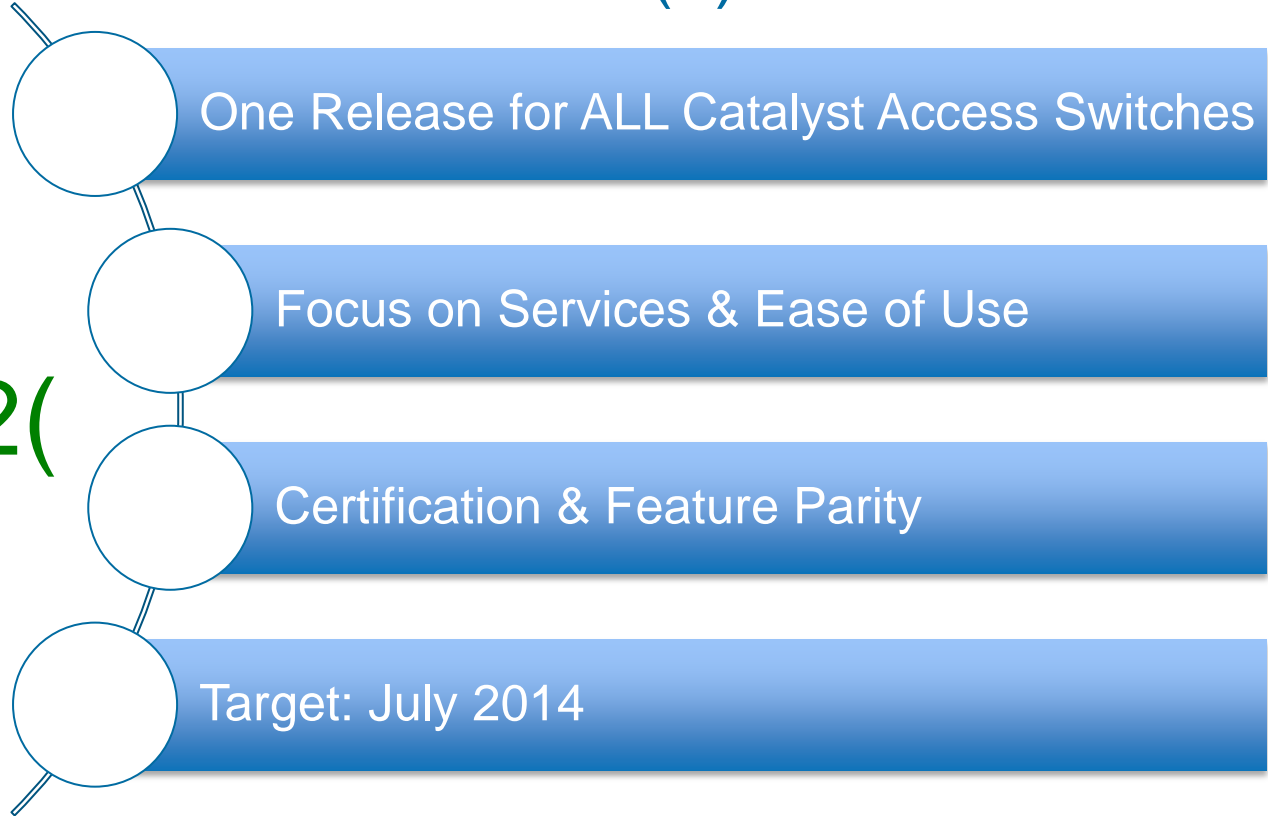 One Release for ALL Catalyst Access Switches
Focus on Services & Ease of Use
2(
Certification & Feature Parity
Target: July 2014